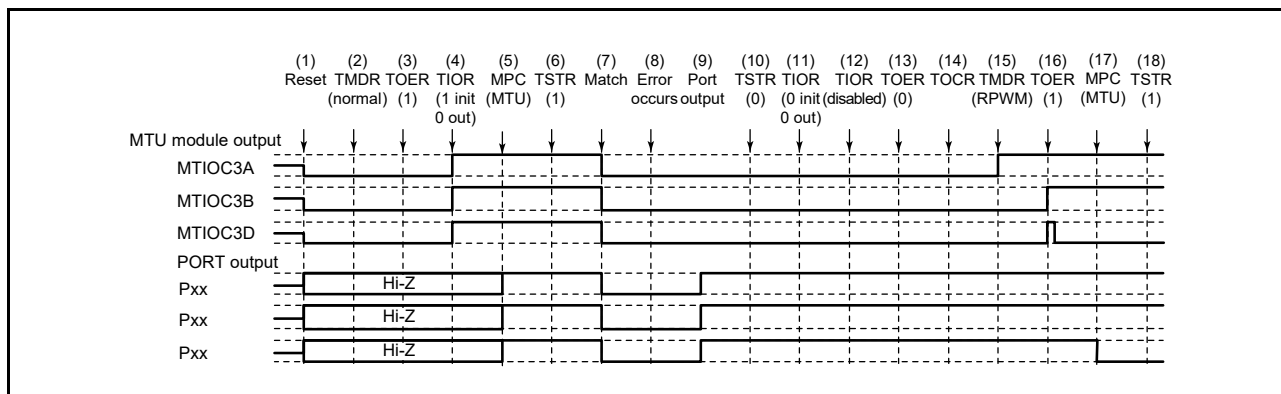 (1) (2) (3) (4) (5) (6) (7) (8) (9) (10) (11) (12) (13) (14) (15) (16) (17) (18)
Reset TMDR TOER TIOR MPC TSTR Match Error Port TSTR TIOR TIOR TOER TOCR TMDR TOER MPC TSTR
(normal) (1) (1 init (MTU) (1) occurs output (0) (0 init (disabled) (0) (RPWM) (1) (MTU) (1)
0 out) 0 out)
MTU module output
MTIOC3A
MTIOC3B
MTIOC3D
PORT output
Pxx Hi-Z
Pxx Hi-Z
Pxx Hi-Z